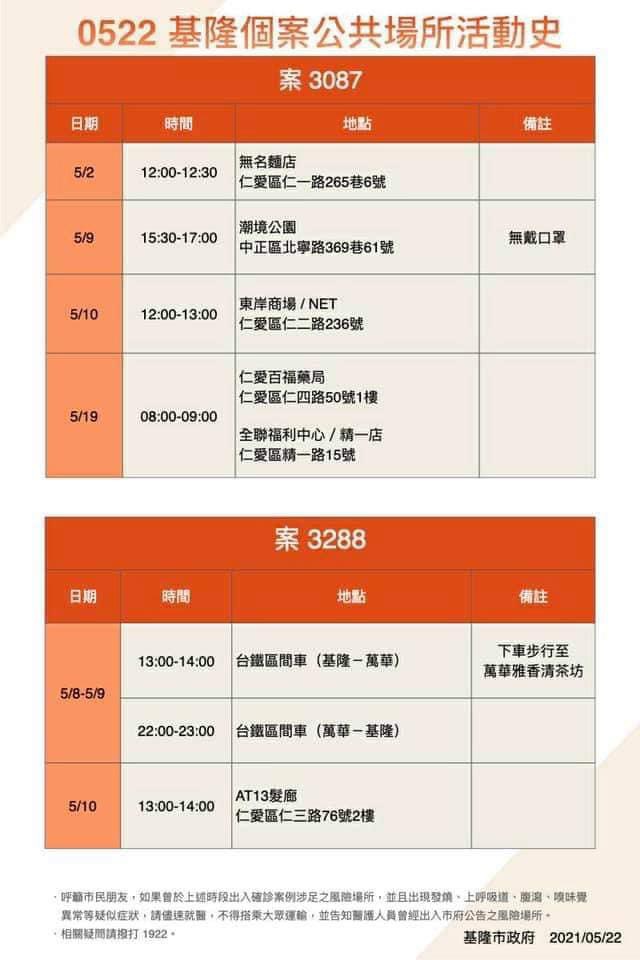 0522 基隆個案公共場所活動史
案 3087
日期 時間 地點 備註
5/2 12:00-12:30 無名麵店
仁愛區仁一路265巷6號
5/9 15:30-17:00 潮境公園
中正區北寧路369巷61號
無戴口罩
5/10 12:00-13:00 東岸商場 / NET
仁愛區仁二路236號
5/19 08:00-09:00 仁愛百福藥局
仁愛區仁四路50號1樓
全聯福利中心 / 精一店
仁愛區精一路15號
案 3288
日期 時間 地點 備註
5/8-5/9
13:00-14:00 台鐵區間車（基隆－萬華）
下車步行至
萬華雅香清茶坊
22:00-23:00 台鐵區間車（萬華－基隆）
5/10 13:00-14:00 AT13髮廊
仁愛區仁三路76號2樓
· 呼籲市民朋友，如果曾於上述時段出入確診案例涉足之風險場所，並且出現發燒、上呼吸道、腹瀉、嗅味覺
異常等疑似症狀，請儘速就醫，不得搭乘大眾運輸，並告知醫護人員曾經出入市府公告之風險場所。
· 相關疑問請撥打 1922。
基隆市政府 2021/05/22